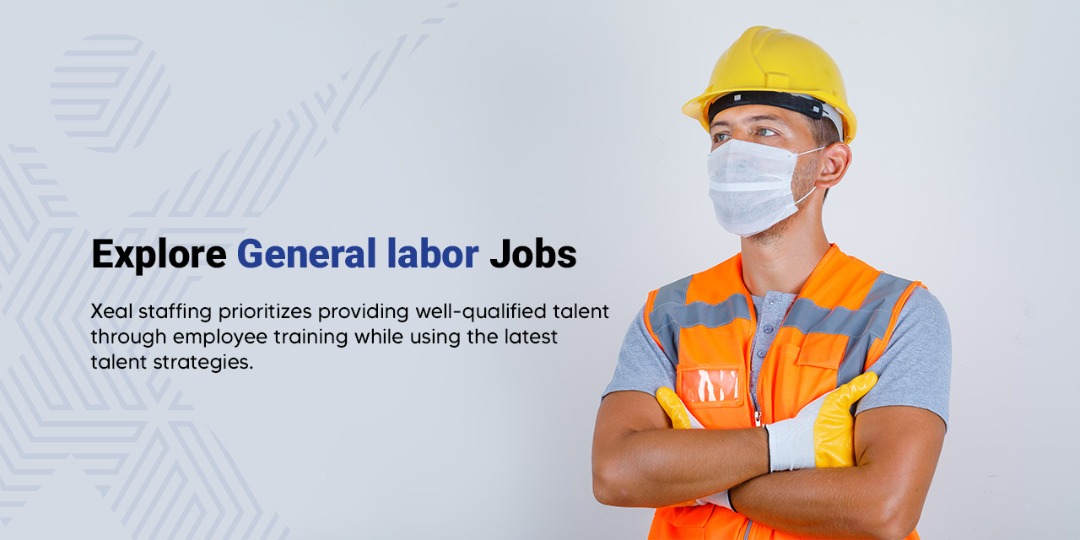 Explore General labor Jobs
Xeal staffing prioritizes providing well-qualified talent
through employee training while using the latest
talent strategies.